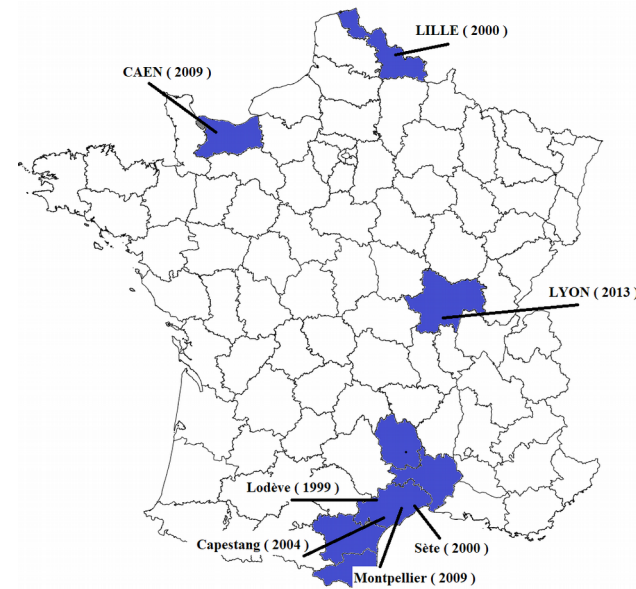 LILLE ( 2000 )
CAEN ( 2009 )
LYON ( 2013 )
Lodève ( 1999 )
Capestang ( 2004 )
Sète ( 2000 )
Montpellier ( 2009 )